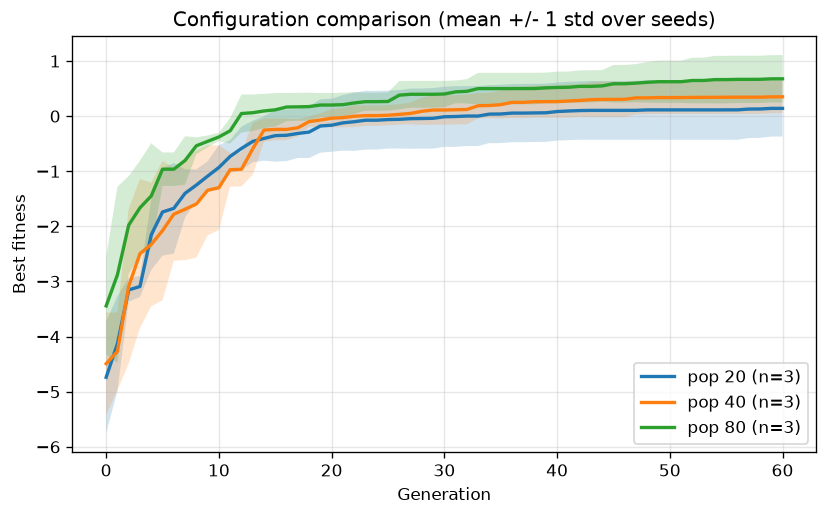 Configuration comparison (mean +/- 1 std over seeds)
1
0
−1
−2
−3
−4
−5
−6
Best fitness
pop 20 (n=3)
pop 40 (n=3)
pop 80 (n=3)
0 10 20 30 40 50 60
Generation